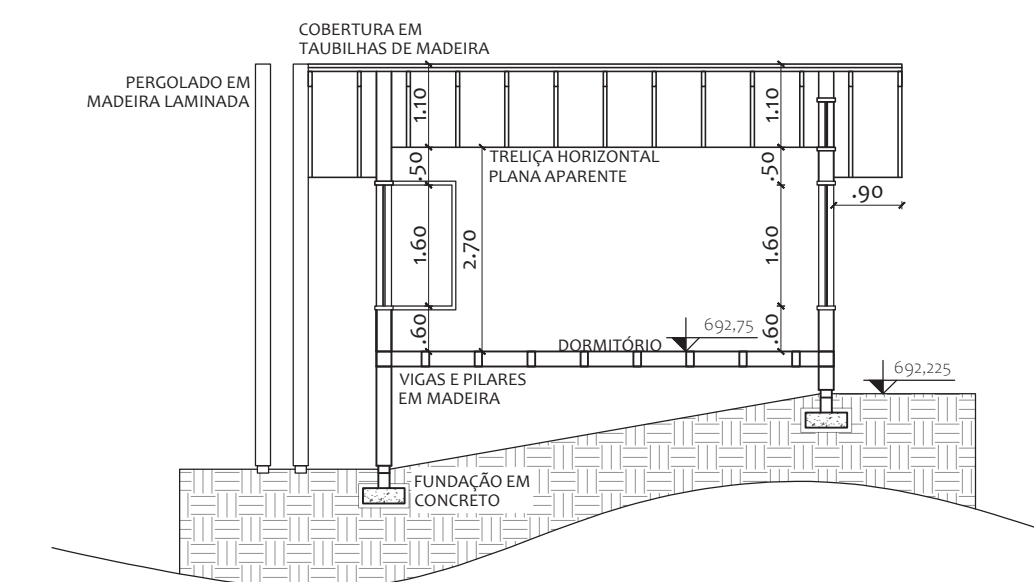 COBERTURA EM
TAUBILHAS DE MADEIRA
PERGOLADO EM
MADEIRA LAMINADA
1.10
1.10
TRELIÇA HORIZONTAL
PLANA APARENTE
.50
.50
.90
1.60
2.70
1.60
.60
.60
DORMITÓRIO
692,75
692,225
VIGAS E PILARES
EM MADEIRA
FUNDAÇÃO EM
CONCRETO